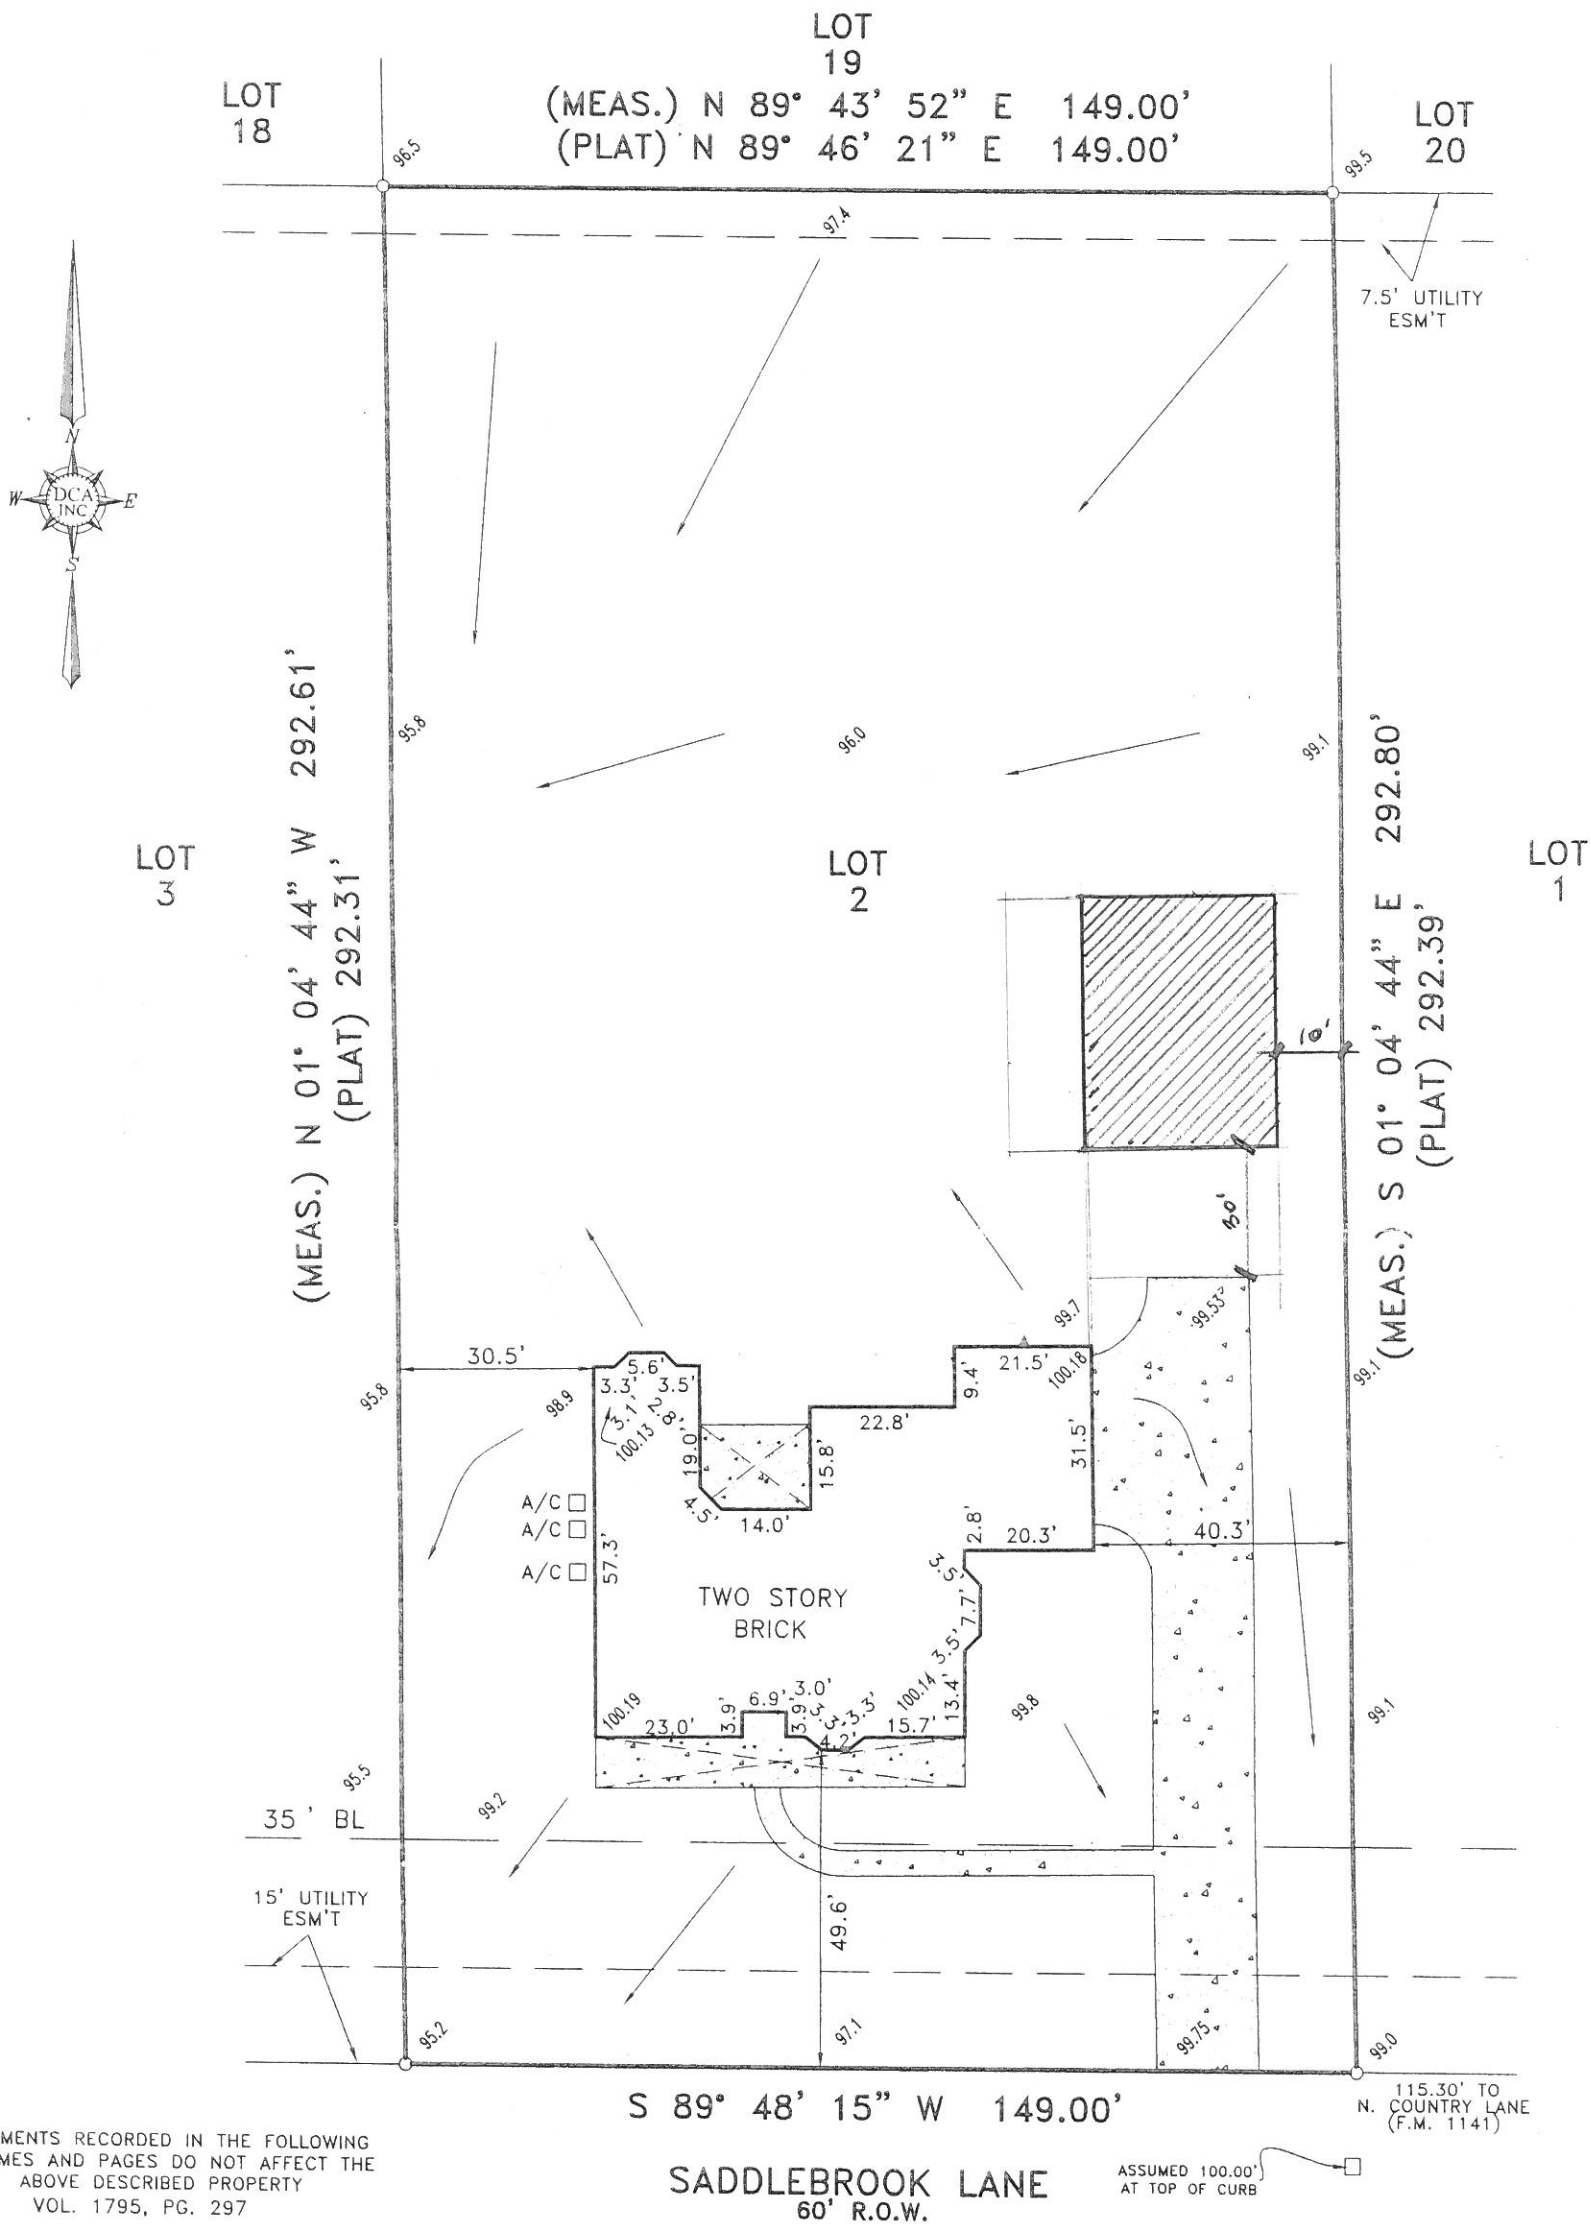 LOT
19
LOT
18
(MEAS.) N 89° 43' 52" E 149.00'
(PLAT) N 89° 46' 21" E 149.00'
LOT
20
96.5
99.5
97.4
7.5' UTILITY
ESM'T
N
W
DCA
INC
E
S
(MEAS.) N 01° 04' 44" W 292.61'
(PLAT) 292.31'
95.8
96.0
99.1
(MEAS.) S 01° 04' 44" E 292.80'
(PLAT) 292.39'
LOT
3
LOT
2
LOT
1
10'
30'
99.7
99.53
30.5'
5.6'
3.3'
3.5'
3.1'
2.8'
100.13
98.9
95.8
21.5'
100.18
9.4'
99.1
22.8'
19.0'
15.8'
31.5'
4.5'
14.0'
A/C
A/C
A/C
57.3'
2.8'
20.3'
40.3'
3.5'
7.7'
3.5'
TWO STORY
BRICK
100.19
23.0'
3.9'
6.9'
3.9'
3.0'
3.3'
3.3'
4.2'
15.7'
100.14
13.4'
99.8
99.1
95.5
99.2
35' BL
15' UTILITY
ESM'T
49.6'
95.2
97.1
99.75
99.0
S 89° 48' 15" W 149.00'
115.30' TO
N. COUNTRY LANE
(F.M. 1141)
MENTS RECORDED IN THE FOLLOWING
MES AND PAGES DO NOT AFFECT THE
ABOVE DESCRIBED PROPERTY
VOL. 1795, PG. 297
SADDLEBROOK LANE
60' R.O.W.
ASSUMED 100.00'
AT TOP OF CURB